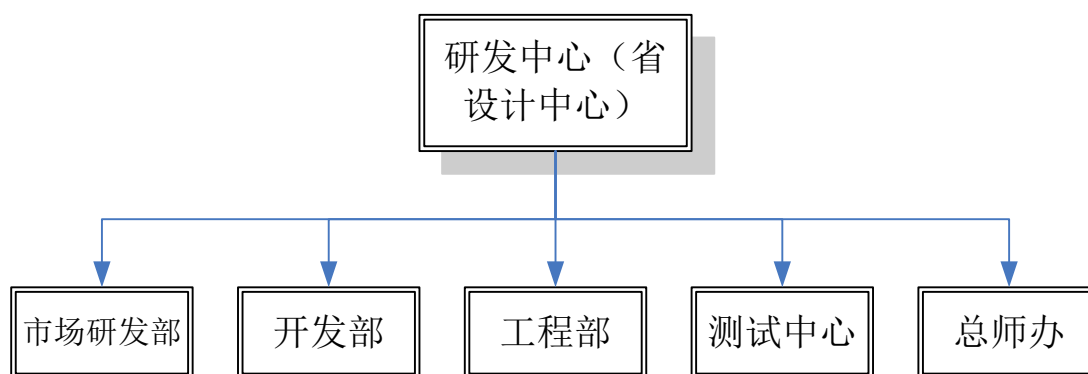 研发中心（省
设计中心）
市场研发部
开发部
工程部
测试中心
总师办